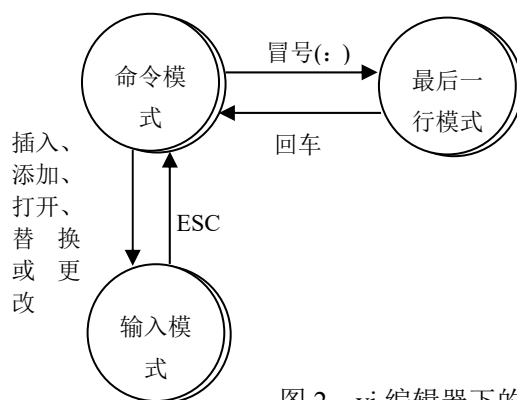 命令模
式
冒号(：)
最后一
行模式
回车
插入、
添加、
打开、
替 换
或 更
改
ESC
输入模
式
图 2 vi 编辑器下的